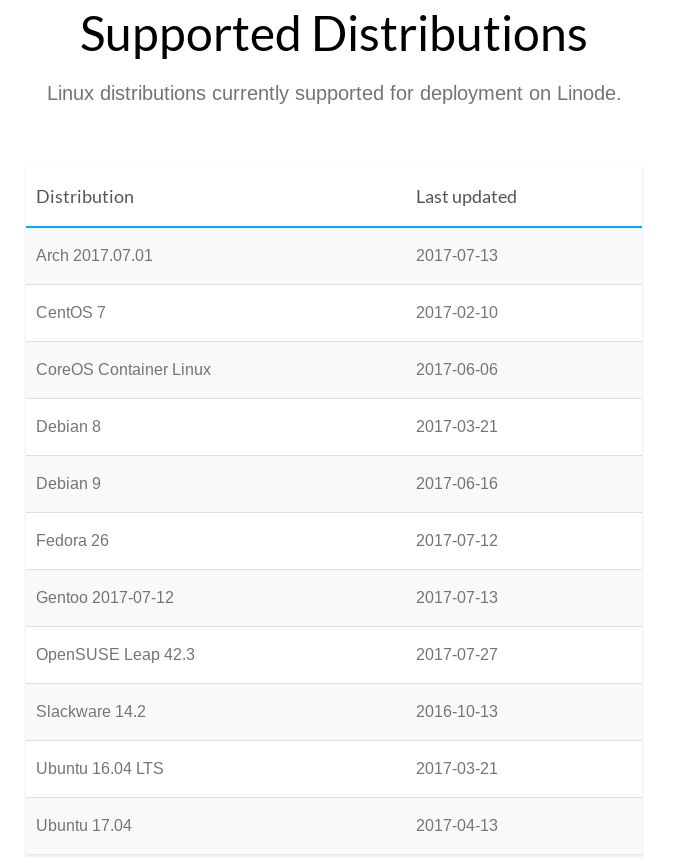 Supported Distributions
Linux distributions currently supported for deployment on Linode.
Distribution Last updated
Arch 2017.07.01 2017-07-13
CentOS 7 2017-02-10
CoreOS Container Linux 2017-06-06
Debian 8 2017-03-21
Debian 9 2017-06-16
Fedora 26 2017-07-12
Gentoo 2017-07-12 2017-07-13
OpenSUSE Leap 42.3 2017-07-27
Slackware 14.2 2016-10-13
Ubuntu 16.04 LTS 2017-03-21
Ubuntu 17.04 2017-04-13